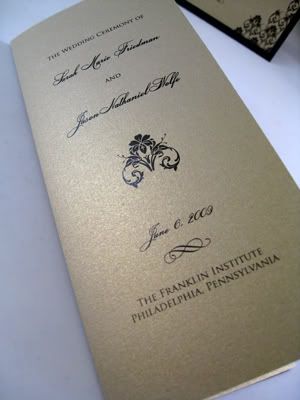 THE WEDDING CEREMONY OF
Sarah Marie Friedman
AND
Jason Nathaniel Wolfe
June 6, 2009
THE FRANKLIN INSTITUTE
PHILADELPHIA, PENNSYLVANIA